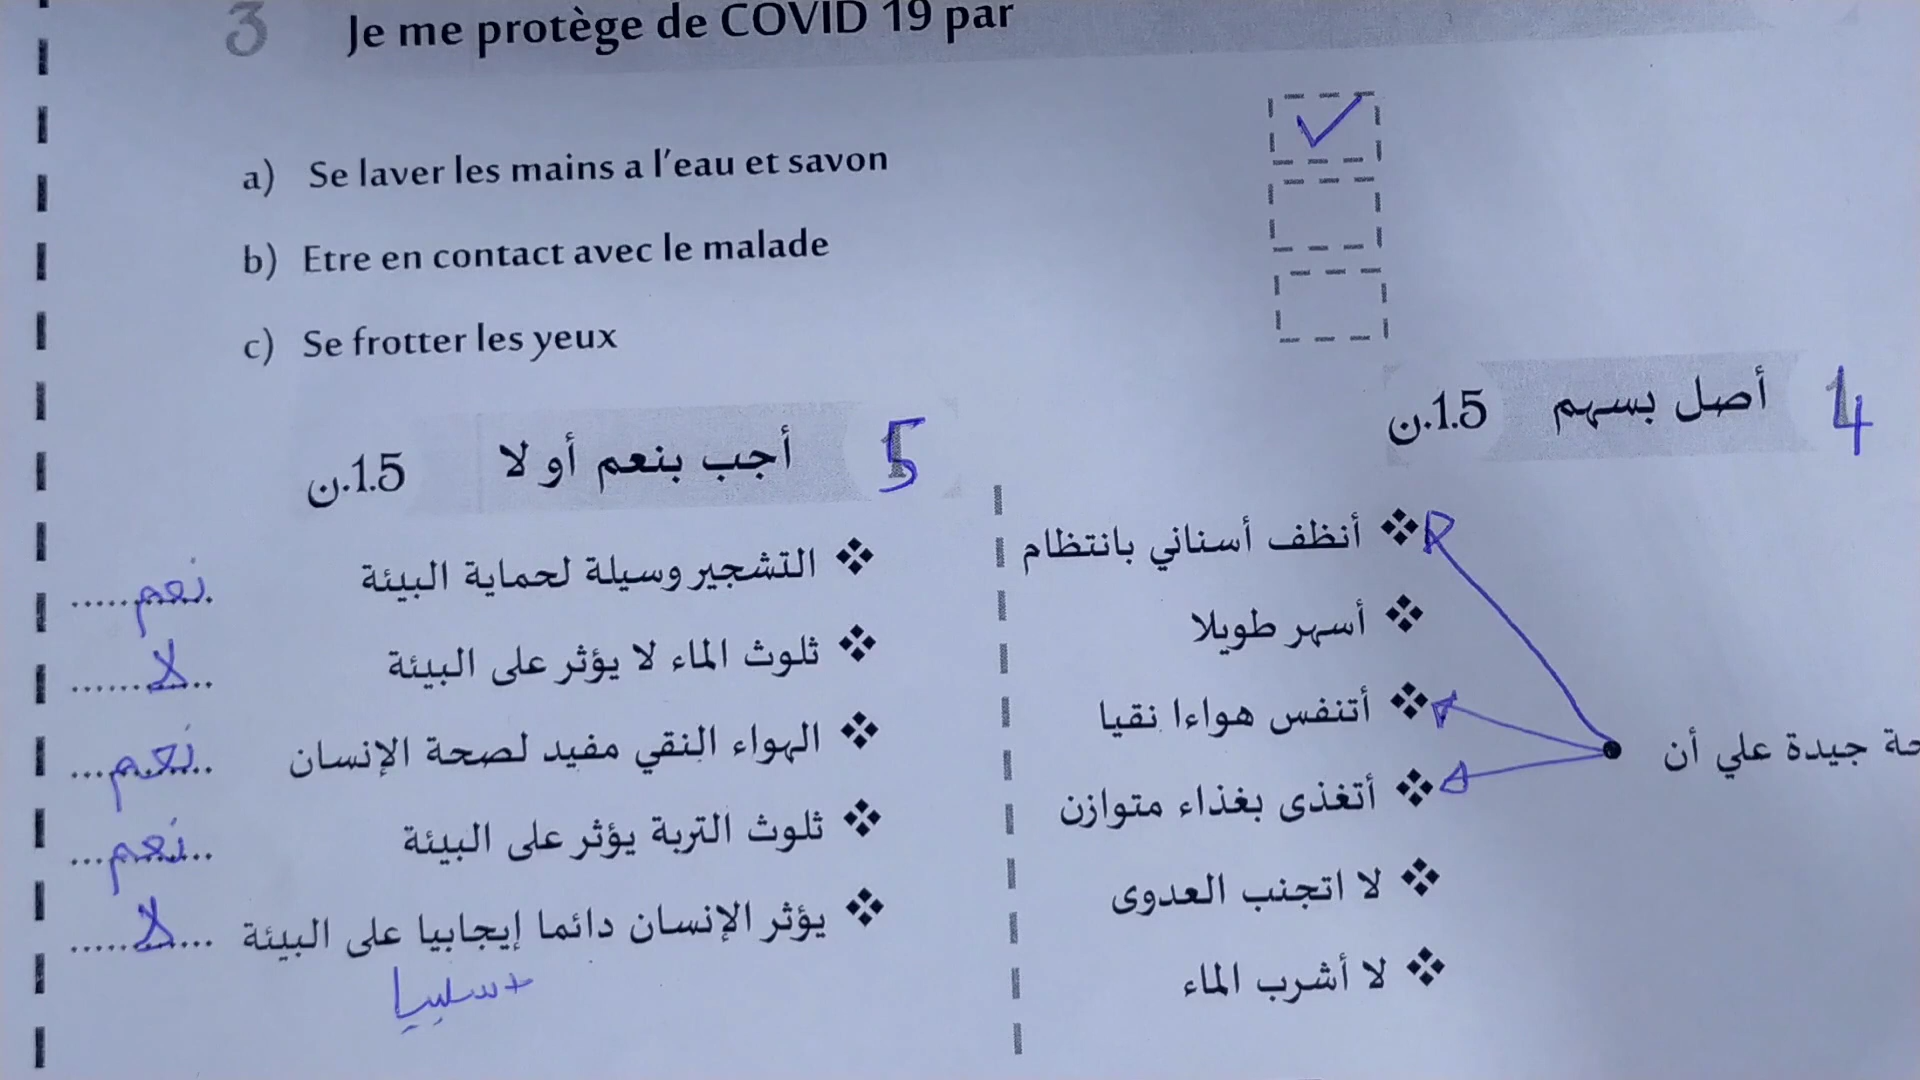 3 Je me protège de COVID 19 par
a) Se laver les mains a l'eau et savon
b) Etre en contact avec le malade
c) Se frotter les yeux
4 أصل بسهم 1.5.ن
حة جيدة علي أن
أنظف أسناني بانتظام
أسهر طويلا
أتنفس هواءا نقيا
أتغذى بغذاء متوازن
لا اتجنب العدوى
لا أشرب الماء
5 أجب بنعم أو لا 1.5.ن
التشجير وسيلة لحماية البيئة نعم
ثلوث الماء لا يؤثر على البيئة لا
الهواء النقي مفيد لصحة الإنسان نعم
ثلوث التربة يؤثر على البيئة نعم
يؤثر الإنسان دائما إيجابيا على البيئة لا
+ سلبيا